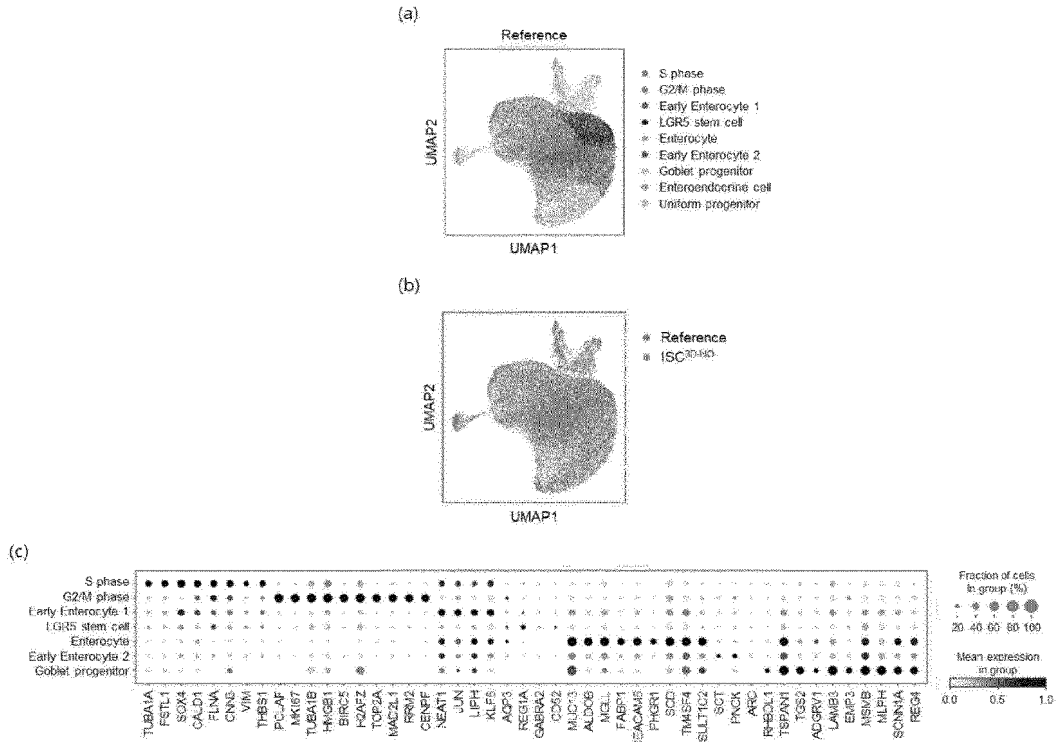 (a)
Reference
UMAP2
UMAP1
S phase
G2/M phase
Early Enterocyte 1
LGR5 stem cell
Enterocyte
Early Enterocyte 2
Goblet progenitor
Enteroendocrine cell
Uniform progenitor
(b)
UMAP2
UMAP1
Reference
ISC3D-HIO
(c)
S phase
G2/M phase
Early Enterocyte 1
LGR5 stem cell
Enterocyte
Early Enterocyte 2
Goblet progenitor
TUBA1A
FSTL1
SOX4
CALD1
FLNA
CNN3
VIM
THBS1
PCLAF
MKI67
TUBA1B
HMGB1
BIRC5
H2AFZ
TOP2A
MAD2L1
RRM2
CENPF
NEAT1
JUN
LIPH
KLF6
AQP3
REG1A
GABRA2
CD52
MUC13
ALDOB
MGLL
FABP1
CEACAM6
PHGR1
SCD
TM4SF4
SULT1C2
SCT
PNCK
ARC
RHBDL1
TSPAN1
TGS2
ADGRV1
LAMB3
EMP3
MSMB
MLPH
SCNN1A
REG4
Fraction of cells
in group (%)
20 40 60 80 100
Mean expression
in group
0.0 0.5 1.0